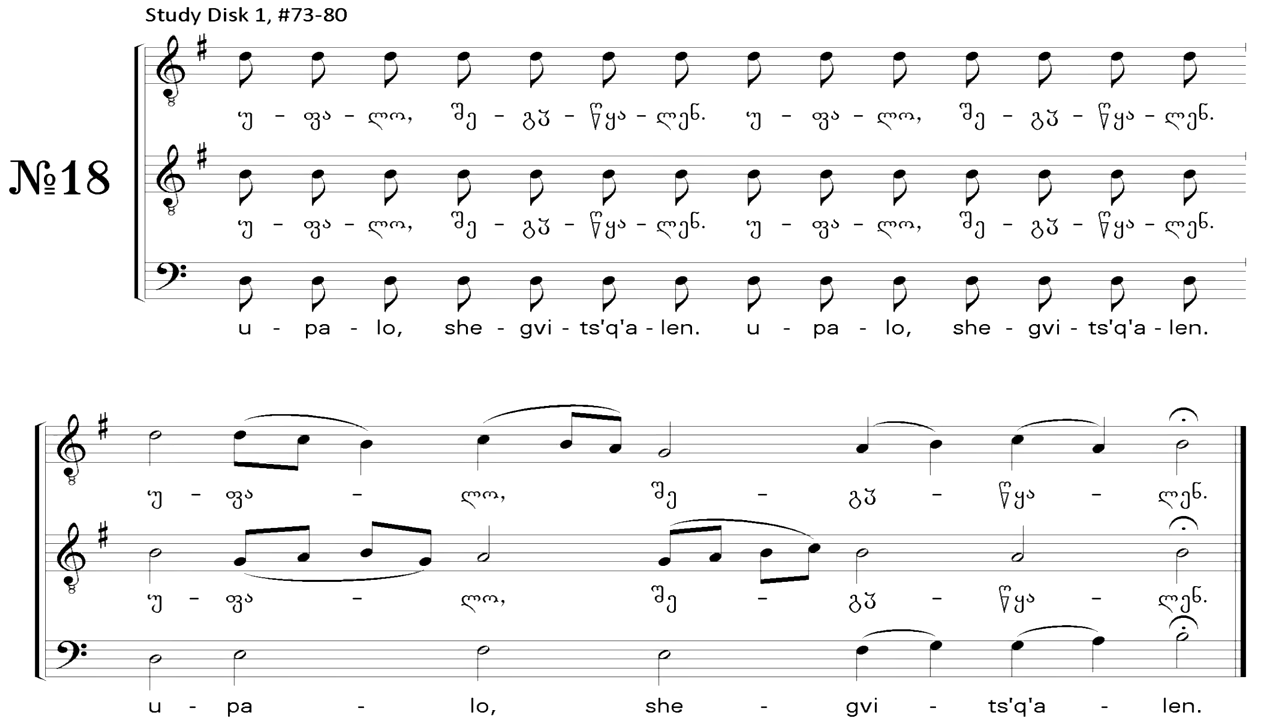 Study Disk 1, #73-80
№18
უ - ფა - ლო, შე - გჳ - წყა - ლენ. უ - ფა - ლო, შე - გჳ - წყა - ლენ.
უ - ფა - ლო, შე - გჳ - წყა - ლენ. უ - ფა - ლო, შე - გჳ - წყა - ლენ.
u - pa - lo, she - gvi - ts'q'a - len. u - pa - lo, she - gvi - ts'q'a - len.
უ - ფა - ლო, შე - გჳ - წყა - ლენ.
უ - ფა - ლო, შე - გჳ - წყა - ლენ.
u - pa - lo, she - gvi - ts'q'a - len.